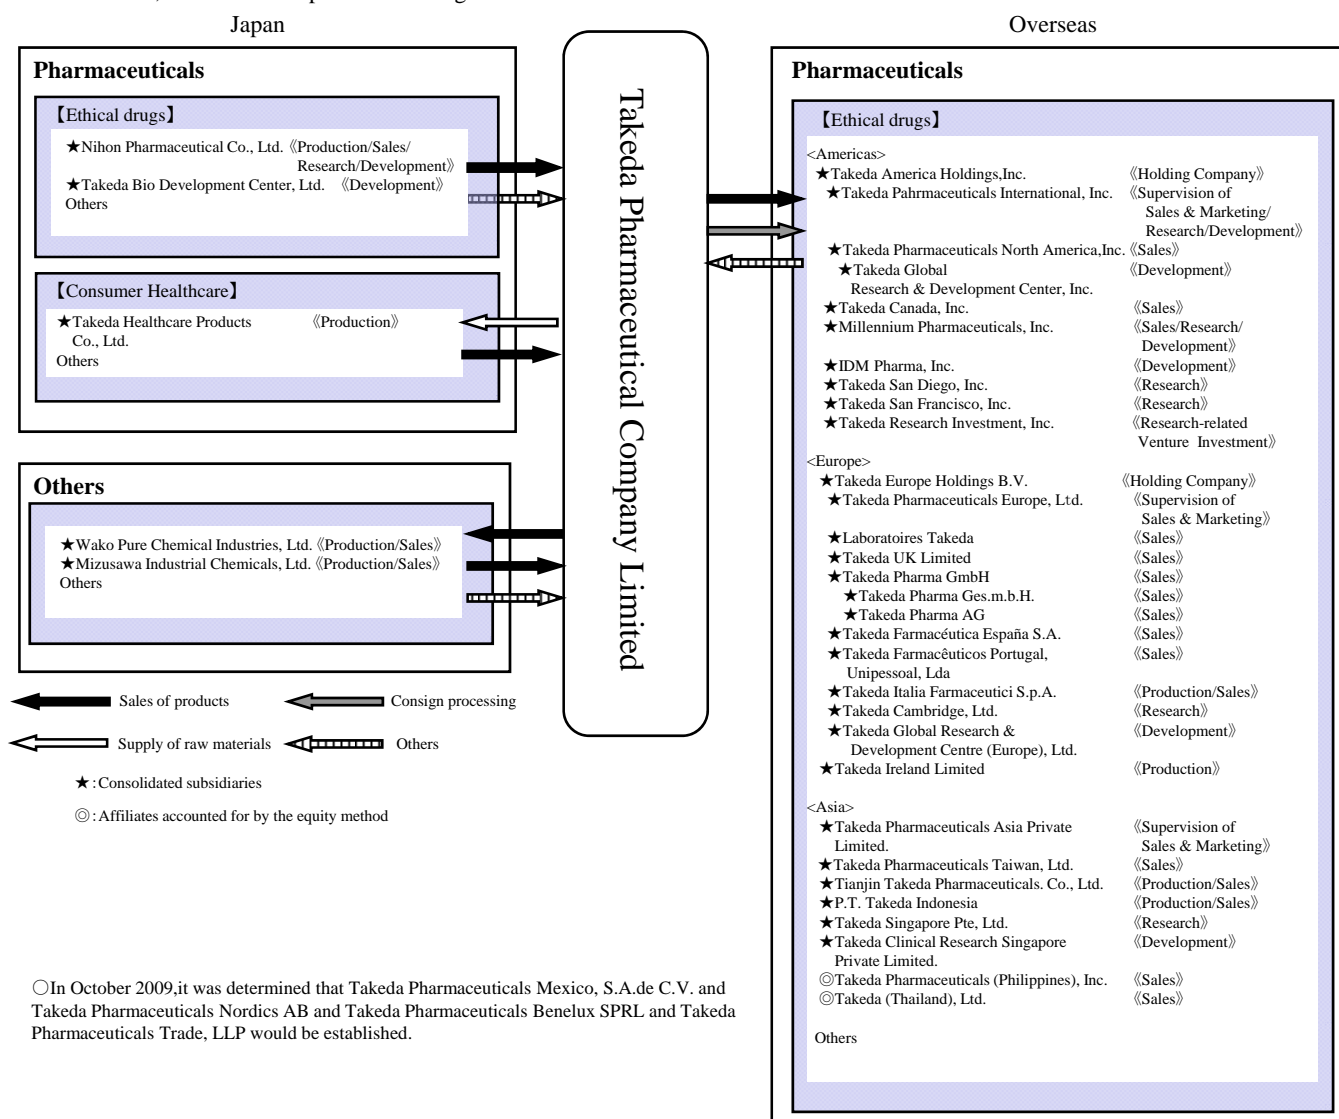 Japan
Pharmaceuticals
【Ethical drugs】
★Nihon Pharmaceutical Co., Ltd. 《Production/Sales/
Research/Development》
★Takeda Bio Development Center, Ltd. 《Development》
Others
【Consumer Healthcare】
★Takeda Healthcare Products 《Production》
Co., Ltd.
Others
Others
★Wako Pure Chemical Industries, Ltd. 《Production/Sales》
★Mizusawa Industrial Chemicals, Ltd. 《Production/Sales》
Others
Sales of products
Consign processing
Supply of raw materials
Others
★:Consolidated subsidiaries
◎:Affiliates accounted for by the equity method
○In October 2009,it was determined that Takeda Pharmaceuticals Mexico, S.A.de C.V. and
Takeda Pharmaceuticals Nordics AB and Takeda Pharmaceuticals Benelux SPRL and Takeda
Pharmaceuticals Trade, LLP would be established.
Takeda Pharmaceutical Company Limited
Overseas
Pharmaceuticals
【Ethical drugs】
<Americas>
★Takeda America Holdings,Inc. 《Holding Company》
★Takeda Pahrmaceuticals International, Inc. 《Supervision of
Sales & Marketing/
Research/Development》
★Takeda Pharmaceuticals North America,Inc. 《Sales》
★Takeda Global 《Development》
Research & Development Center, Inc.
★Takeda Canada, Inc. 《Sales》
★Millennium Pharmaceuticals, Inc. 《Sales/Research/
Development》
★IDM Pharma, Inc. 《Development》
★Takeda San Diego, Inc. 《Research》
★Takeda San Francisco, Inc. 《Research》
★Takeda Research Investment, Inc. 《Research-related
Venture Investment》
<Europe>
★Takeda Europe Holdings B.V. 《Holding Company》
★Takeda Pharmaceuticals Europe, Ltd. 《Supervision of
Sales & Marketing》
★Laboratoires Takeda 《Sales》
★Takeda UK Limited 《Sales》
★Takeda Pharma GmbH 《Sales》
★Takeda Pharma Ges.m.b.H. 《Sales》
★Takeda Pharma AG 《Sales》
★Takeda Farmacéutica España S.A. 《Sales》
★Takeda Farmacêuticos Portugal, 《Sales》
Unipessoal, Lda
★Takeda Italia Farmaceutici S.p.A. 《Production/Sales》
★Takeda Cambridge, Ltd. 《Research》
★Takeda Global Research & 《Development》
Development Centre (Europe), Ltd.
★Takeda Ireland Limited 《Production》
<Asia>
★Takeda Pharmaceuticals Asia Private 《Supervision of
Limited. Sales & Marketing》
★Takeda Pharmaceuticals Taiwan, Ltd. 《Sales》
★Tianjin Takeda Pharmaceuticals. Co., Ltd. 《Production/Sales》
★P.T. Takeda Indonesia 《Production/Sales》
★Takeda Singapore Pte, Ltd. 《Research》
★Takeda Clinical Research Singapore 《Development》
Private Limited.
◎Takeda Pharmaceuticals (Philippines), Inc. 《Sales》
◎Takeda (Thailand), Ltd. 《Sales》
Others